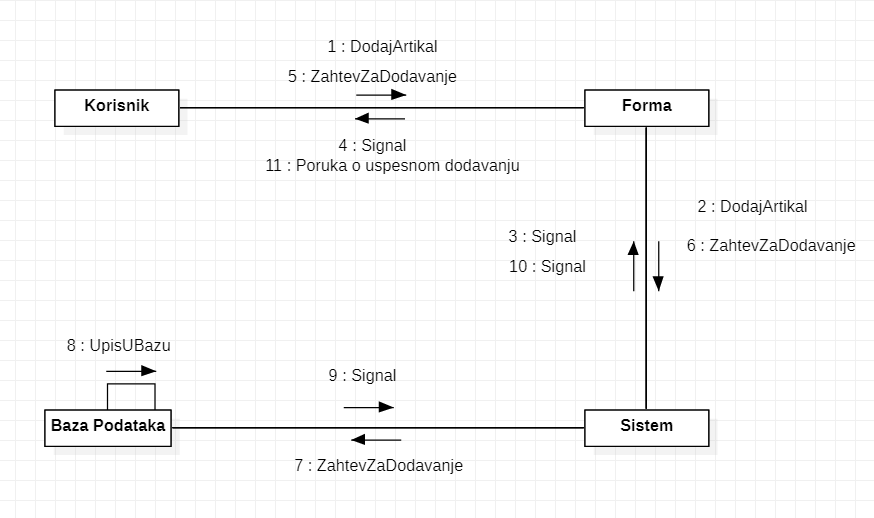 1 : DodajArtikal
5 : ZahtevZaDodavanje
Korisnik
Forma
4 : Signal
11 : Poruka o uspesnom dodavanju
2 : DodajArtikal
3 : Signal
6 : ZahtevZaDodavanje
10 : Signal
8 : UpisUBazu
9 : Signal
Baza Podataka
Sistem
7 : ZahtevZaDodavanje